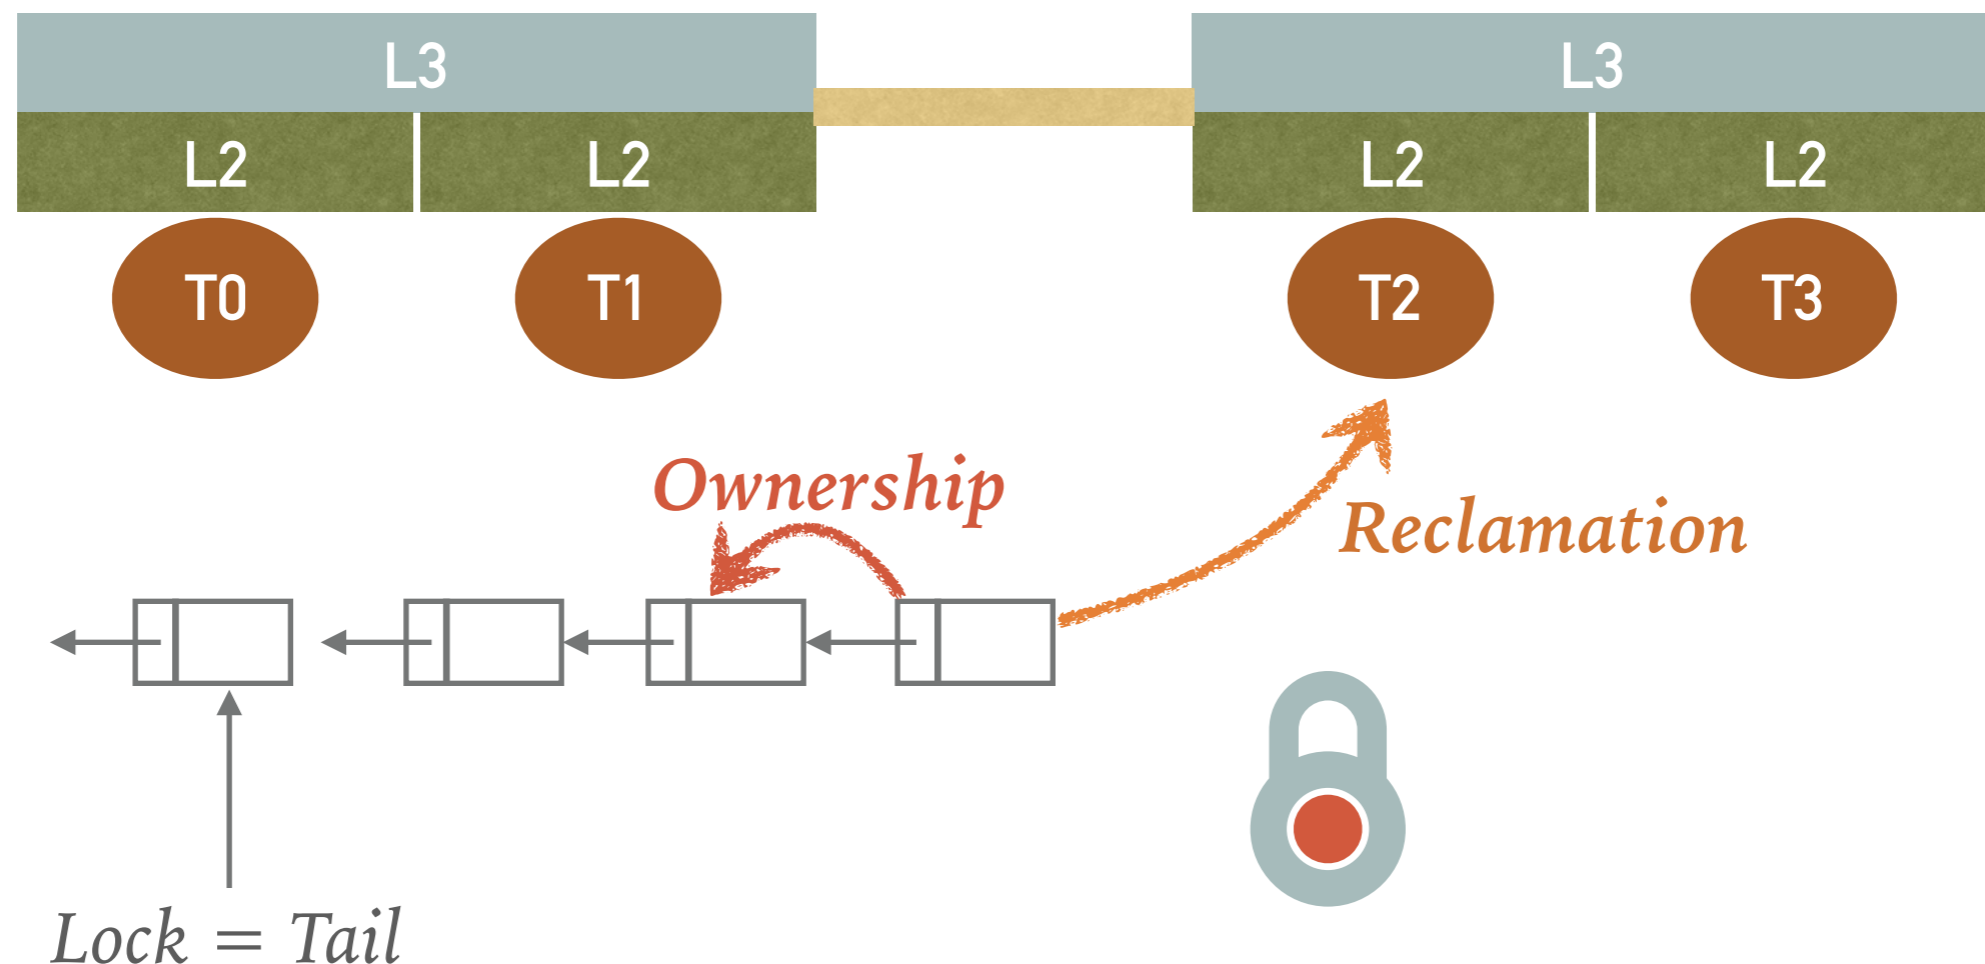 L3 L3
L2 L2 L2 L2
T0 T1 T2 T3
Ownership
Reclamation
Lock = Tail